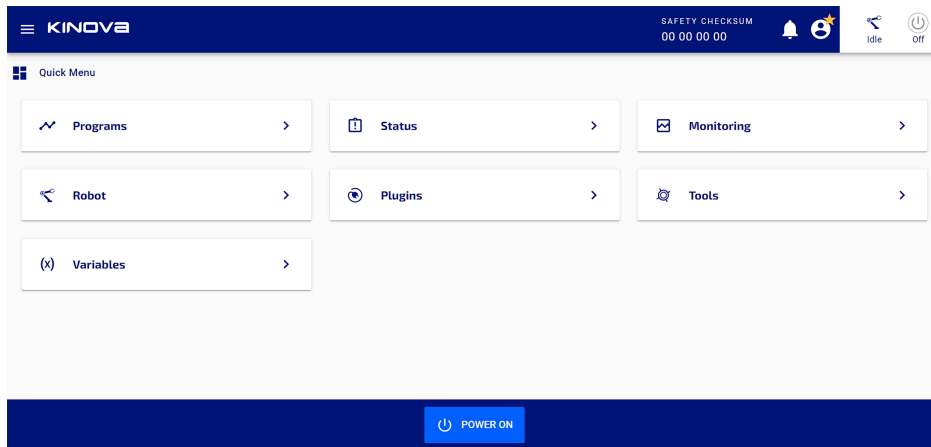 KINOVA
SAFETY CHECKSUM
00 00 00 00
Idle
Off
Quick Menu
Programs
Status
Monitoring
Robot
Plugins
Tools
(x) Variables
POWER ON